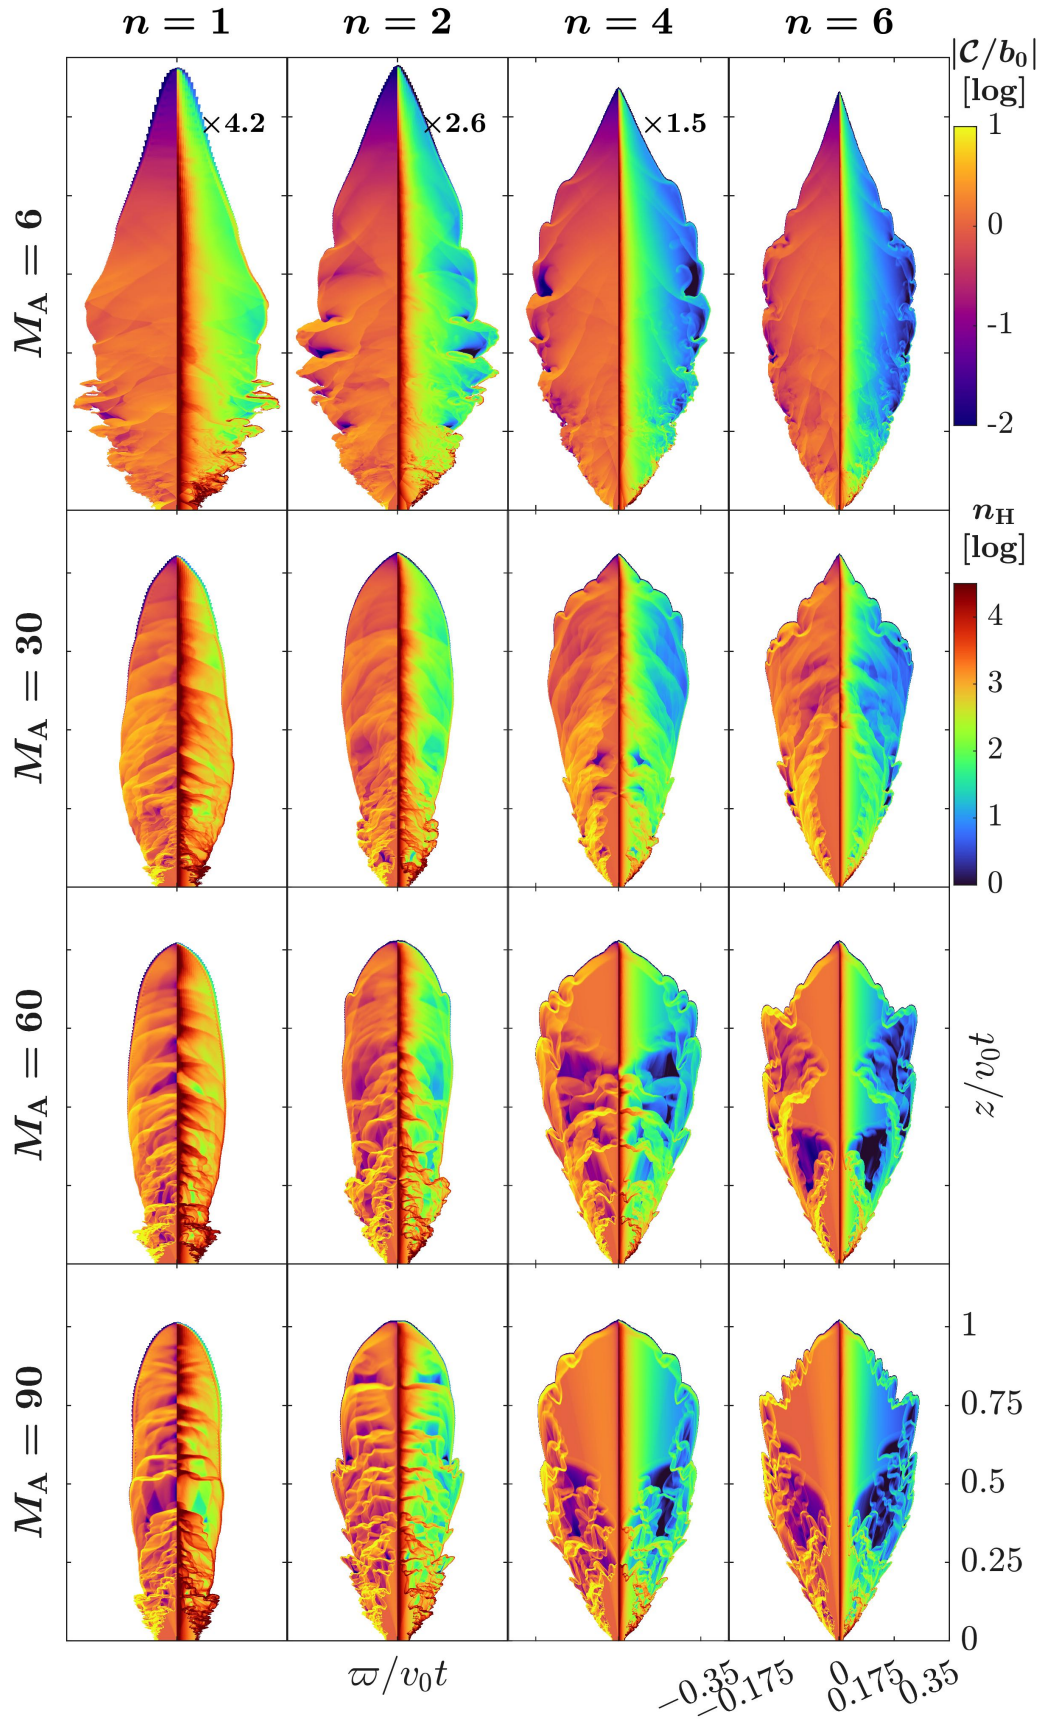 n = 1 n = 2 n = 4 n = 6
|𝒞/b₀|
[log]
M_A = 6
×4.2 ×2.6 ×1.5
1
0
-1
-2
n_H
[log]
M_A = 30
4
3
2
1
0
M_A = 60
z/v₀t
M_A = 90
1
0.75
0.5
0.25
0
ϖ/v₀t
−0.35 −0.175 0 0.175 0.35